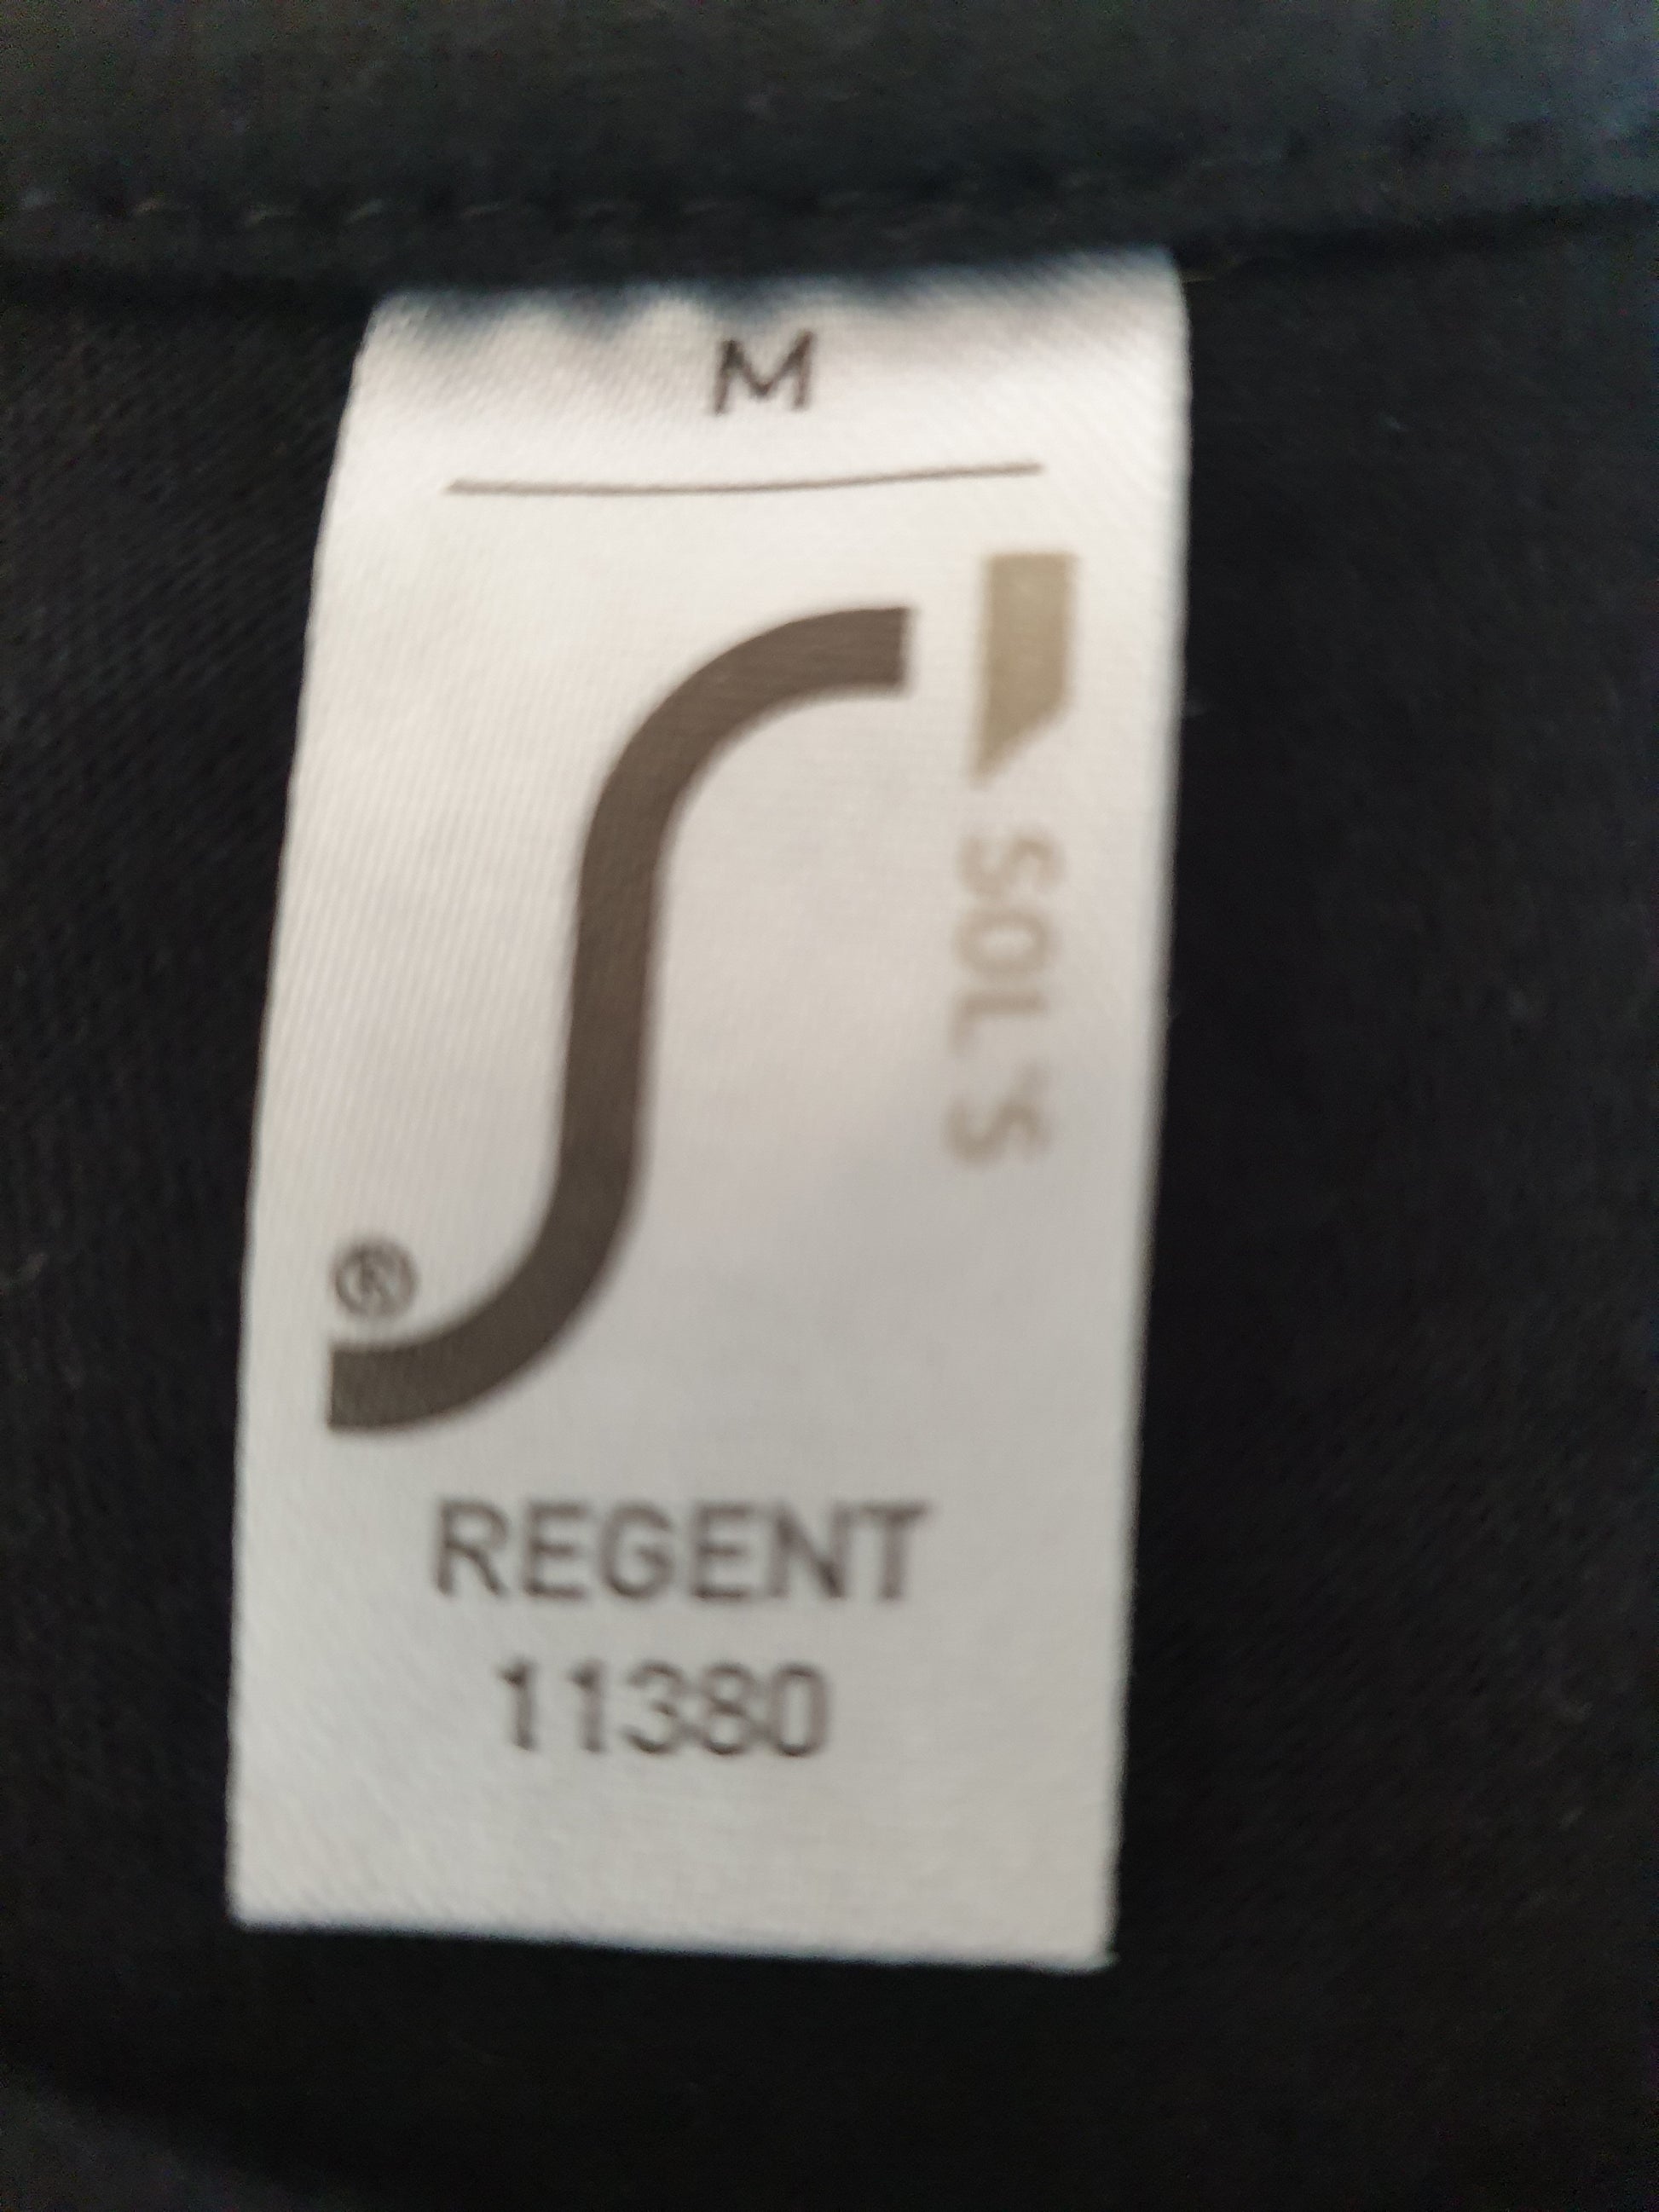 M
SOL'S
®
REGENT
11380